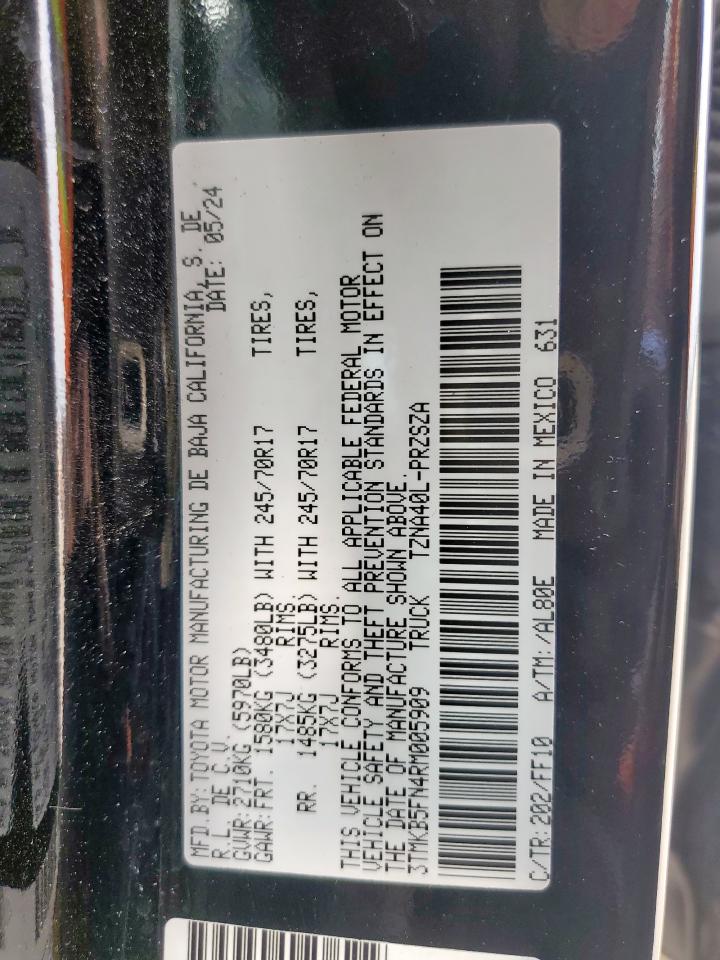 MFD.BY:TOYOTA MOTOR MANUFACTURING DE BAJA CALIFORNIA,S. DE
R.L. DE C.V. DATE: 05/24
GVWR:2710KG (5970LB)
GAWR:FRT. 1580KG (3480LB) WITH 245/70R17 TIRES,
17X7J RIMS,
RR. 1485KG (3275LB) WITH 245/70R17 TIRES,
17X7J RIMS.
THIS VEHICLE CONFORMS TO ALL APPLICABLE FEDERAL MOTOR
VEHICLE SAFETY AND THEFT PREVENTION STANDARDS IN EFFECT ON
THE DATE OF MANUFACTURE SHOWN ABOVE.
3TMKB5FN4RM005909 TRUCK TZNA40L-PRZSZA
C/TR:202/FF10 A/TM:/AL80E MADE IN MEXICO 631